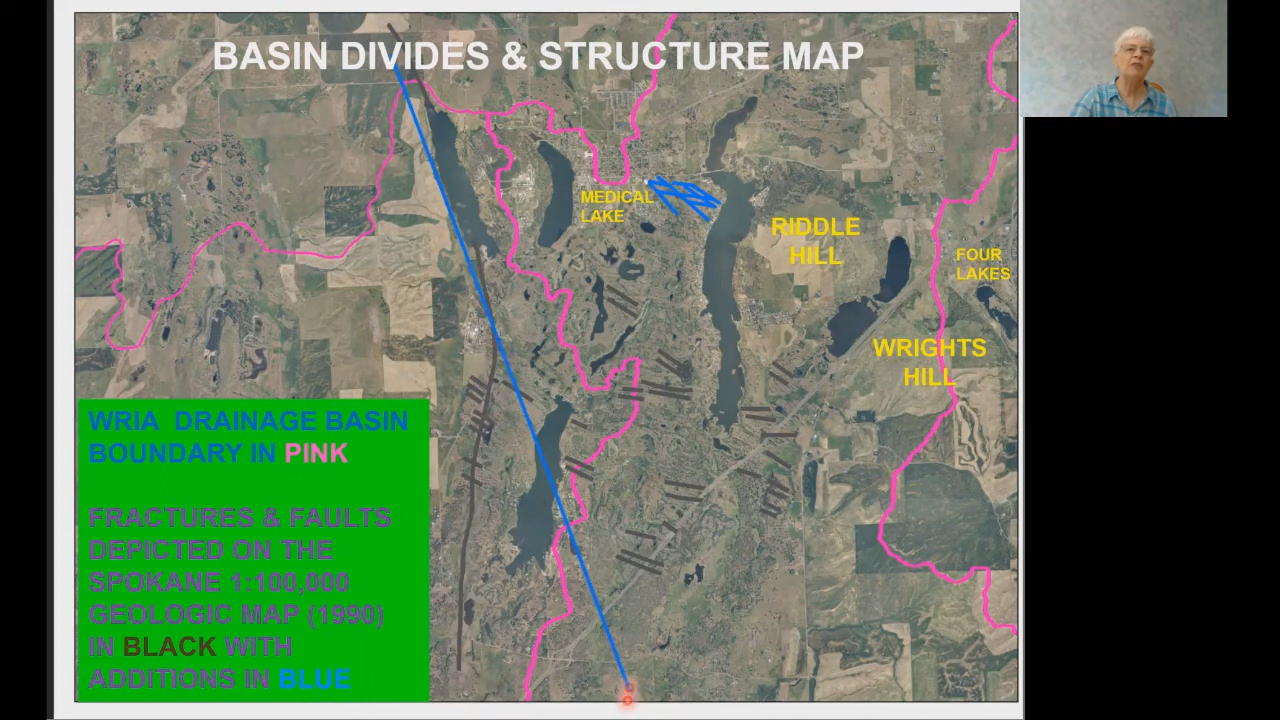 BASIN DIVIDES & STRUCTURE MAP
MEDICAL
LAKE
RIDDLE
HILL
FOUR
LAKES
WRIGHTS
HILL
WRIA DRAINAGE BASIN
BOUNDARY IN PINK
FRACTURES & FAULTS
DEPICTED ON THE
SPOKANE 1:100,000
GEOLOGIC MAP (1990)
IN BLACK WITH
ADDITIONS IN BLUE